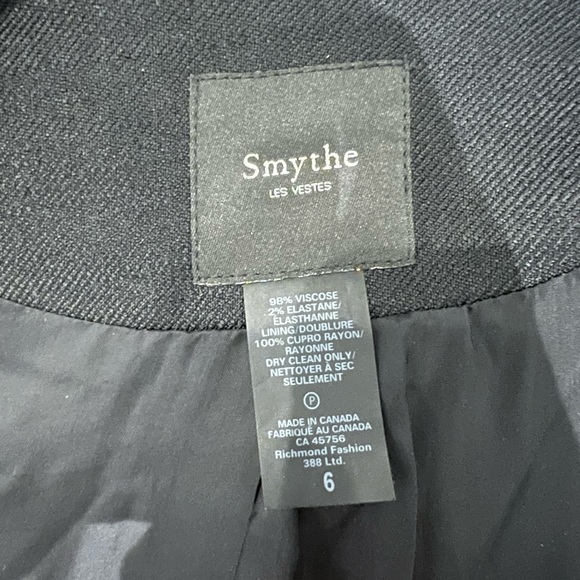 Smythe
LES VESTES
98% VISCOSE
2% ELASTANE/
ELASTHANNE
LINING/DOUBLURE
100% CUPRO RAYON/
RAYONNE
DRY CLEAN ONLY/
NETTOYER À SEC
SEULEMENT
P
MADE IN CANADA
FABRIQUÉ AU CANADA
CA 45756
Richmond Fashion
388 Ltd.
6